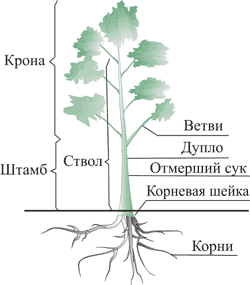 Крона
Штамб
Ствол
Ветви
Дупло
Отмерший сук
Корневая шейка
Корни